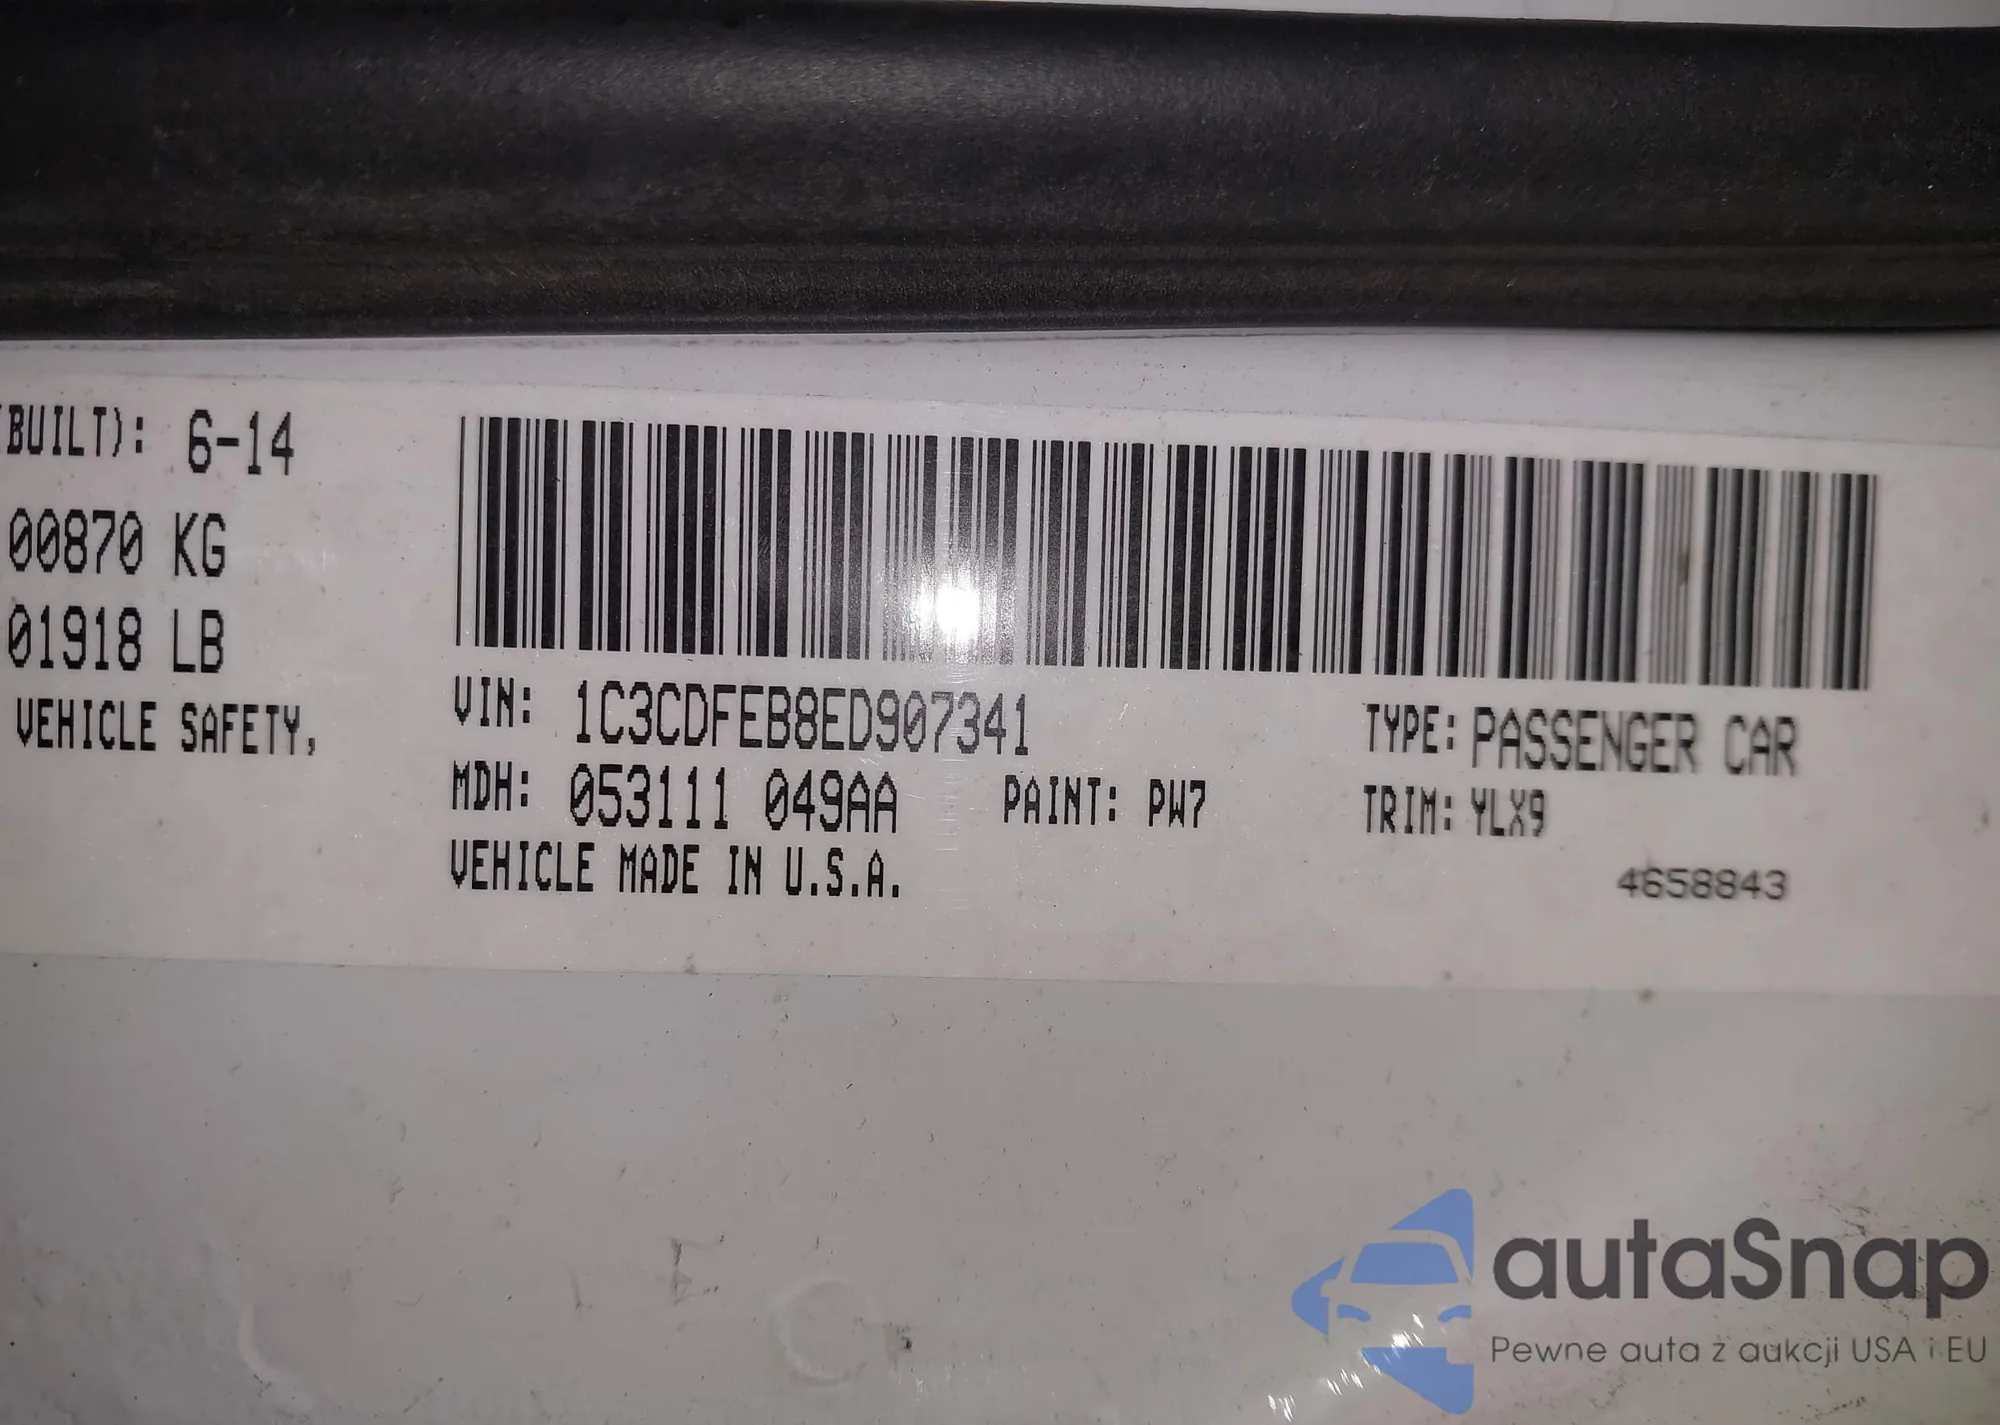 (BUILT): 6-14
00870 KG
01918 LB
VEHICLE SAFETY,
VIN: 1C3CDFEB8ED907341
TYPE: PASSENGER CAR
MDH: 053111 049AA PAINT: PW7
TRIM: YLX9
VEHICLE MADE IN U.S.A.
4658843
autaSnap
Pewne auta z aukcji USA i EU